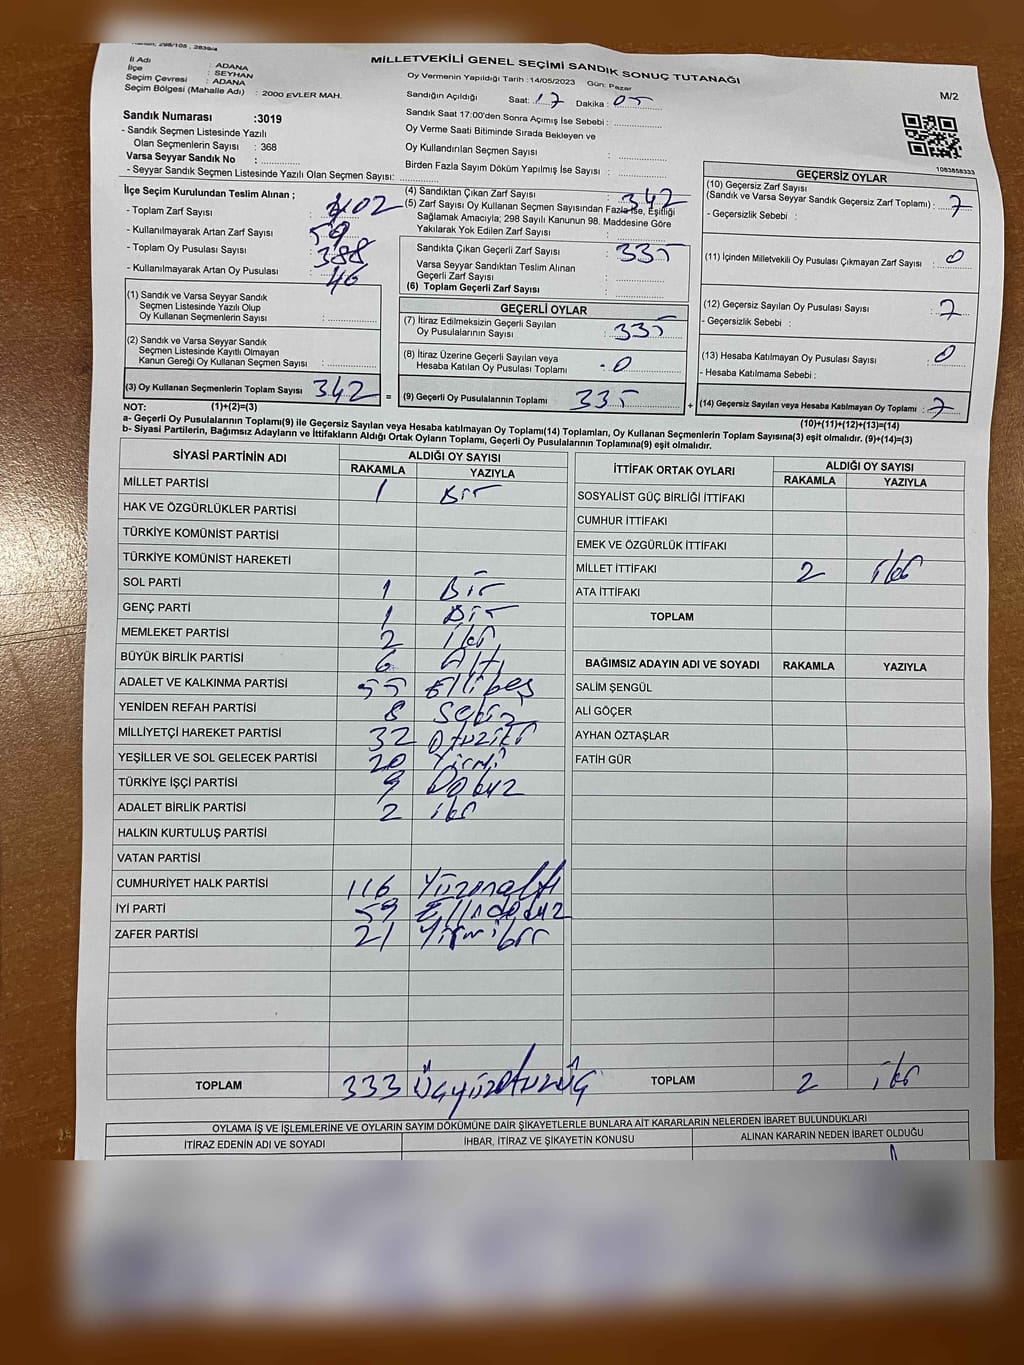 MİLLETVEKİLİ GENEL SEÇİMİ SANDIK SONUÇ TUTANAĞI
İl Adı : ADANA
İlçe : SEYHAN
Seçim Çevresi : ADANA
Seçim Bölgesi (Mahalle Adı) : 2000 EVLER MAH.
Oy Vermenin Yapıldığı Tarih :14/05/2023 Gün: Pazar
Sandığın Açıldığı Saat: 17 Dakika : 05
M/2
Sandık Saat 17:00'den Sonra Açımış İse Sebebi :
Oy Verme Saati Bitiminde Sırada Bekleyen ve
Oy Kullandırılan Seçmen Sayısı :
Birden Fazla Sayım Döküm Yapılmış İse Sayısı :
Sandık Numarası :3019
- Sandık Seçmen Listesinde Yazılı
Olan Seçmenlerin Sayısı : 368
Varsa Seyyar Sandık No :
- Seyyar Sandık Seçmen Listesinde Yazılı Olan Seçmen Sayısı:
1083858333
İlçe Seçim Kurulundan Teslim Alınan ;
- Toplam Zarf Sayısı : 402
- Kullanılmayarak Artan Zarf Sayısı : 59
- Toplam Oy Pusulası Sayısı : 388
- Kullanılmayarak Artan Oy Pusulası : 46
(1) Sandık ve Varsa Seyyar Sandık
Seçmen Listesinde Yazılı Olup
Oy Kullanan Seçmenlerin Sayısı :
(2) Sandık ve Varsa Seyyar Sandık
Seçmen Listesinde Kayıtlı Olmayan
Kanun Gereği Oy Kullanan Seçmen Sayısı :
(3) Oy Kullanan Seçmenlerin Toplam Sayısı 342 =
(4) Sandıktan Çıkan Zarf Sayısı : 342
(5) Zarf Sayısı Oy Kullanan Seçmen Sayısından Fazla ise, Eşitliği
Sağlamak Amacıyla; 298 Sayılı Kanunun 98. Maddesine Göre
Yakılarak Yok Edilen Zarf Sayısı :
Sandıkta Çıkan Geçerli Zarf Sayısı : 335
Varsa Seyyar Sandıktan Teslim Alınan
Geçerli Zarf Sayısı :
(6) Toplam Geçerli Zarf Sayısı :
GEÇERLİ OYLAR
(7) İtiraz Edilmeksizin Geçerli Sayılan
Oy Pusulalarının Sayısı : 335
(8) İtiraz Üzerine Geçerli Sayılan veya
Hesaba Katılan Oy Pusulası Toplamı : 0
(9) Geçerli Oy Pusulalarının Toplamı 335 +
GEÇERSİZ OYLAR
(10) Geçersiz Zarf Sayısı
(Sandık ve Varsa Seyyar Sandık Geçersiz Zarf Toplamı) : 7
- Geçersizlik Sebebi :
(11) İçinden Milletvekili Oy Pusulası Çıkmayan Zarf Sayısı : 0
(12) Geçersiz Sayılan Oy Pusulası Sayısı : 7
- Geçersizlik Sebebi :
(13) Hesaba Katılmayan Oy Pusulası Sayısı : 0
- Hesaba Katılmama Sebebi :
(14) Geçersiz Sayılan veya Hesaba Katılmayan Oy Toplamı : 7
NOT: (1)+(2)=(3) (10)+(11)+(12)+(13)=(14)
a- Geçerli Oy Pusulalarının Toplamı(9) ile Geçersiz Sayılan veya Hesaba katılmayan Oy Toplamı(14) Toplamları, Oy Kullanan Seçmenlerin Toplam Sayısına(3) eşit olmalıdır. (9)+(14)=(3)
b- Siyasi Partilerin, Bağımsız Adayların ve İttifakların Aldığı Ortak Oyların Toplamı, Geçerli Oy Pusulalarının Toplamına(9) eşit olmalıdır.
SİYASİ PARTİNİN ADI ALDIĞI OY SAYISI
RAKAMLA YAZIYLA
MİLLET PARTİSİ 1 Bir
HAK VE ÖZGÜRLÜKLER PARTİSİ
TÜRKİYE KOMÜNİST PARTİSİ
TÜRKİYE KOMÜNİST HAREKETİ
SOL PARTİ 1 Bir
GENÇ PARTİ 1 Bir
MEMLEKET PARTİSİ 2 iki
BÜYÜK BİRLİK PARTİSİ 6 Altı
ADALET VE KALKINMA PARTİSİ 55 Ellibeş
YENİDEN REFAH PARTİSİ 8 Sekiz
MİLLİYETÇİ HAREKET PARTİSİ 32 Otuziki
YEŞİLLER VE SOL GELECEK PARTİSİ 20 Yirmi
TÜRKİYE İŞÇİ PARTİSİ 9 Dokuz
ADALET BİRLİK PARTİSİ 2 iki
HALKIN KURTULUŞ PARTİSİ
VATAN PARTİSİ
CUMHURİYET HALK PARTİSİ 116 Yüzonaltı
İYİ PARTİ 59 Ellidokuz
ZAFER PARTİSİ 21 Yirmibir
TOPLAM 333 Üçyüzotuzüç
İTTİFAK ORTAK OYLARI ALDIĞI OY SAYISI
RAKAMLA YAZIYLA
SOSYALİST GÜÇ BİRLİĞİ İTTİFAKI
CUMHUR İTTİFAKI
EMEK VE ÖZGÜRLÜK İTTİFAKI
MİLLET İTTİFAKI 2 iki
ATA İTTİFAKI
TOPLAM
BAĞIMSIZ ADAYIN ADI VE SOYADI RAKAMLA YAZIYLA
SALİM ŞENGÜL
ALİ GÖÇER
AYHAN ÖZTAŞLAR
FATİH GÜR
TOPLAM 2 iki
OYLAMA İŞ VE İŞLEMLERİNE VE OYLARIN SAYIM DÖKÜMÜNE DAİR ŞİKAYETLERLE BUNLARA AİT KARARLARIN NELERDEN İBARET BULUNDUKLARI
İTİRAZ EDENİN ADI VE SOYADI İHBAR, İTİRAZ VE ŞİKAYETİN KONUSU ALINAN KARARIN NEDEN İBARET OLDUĞU